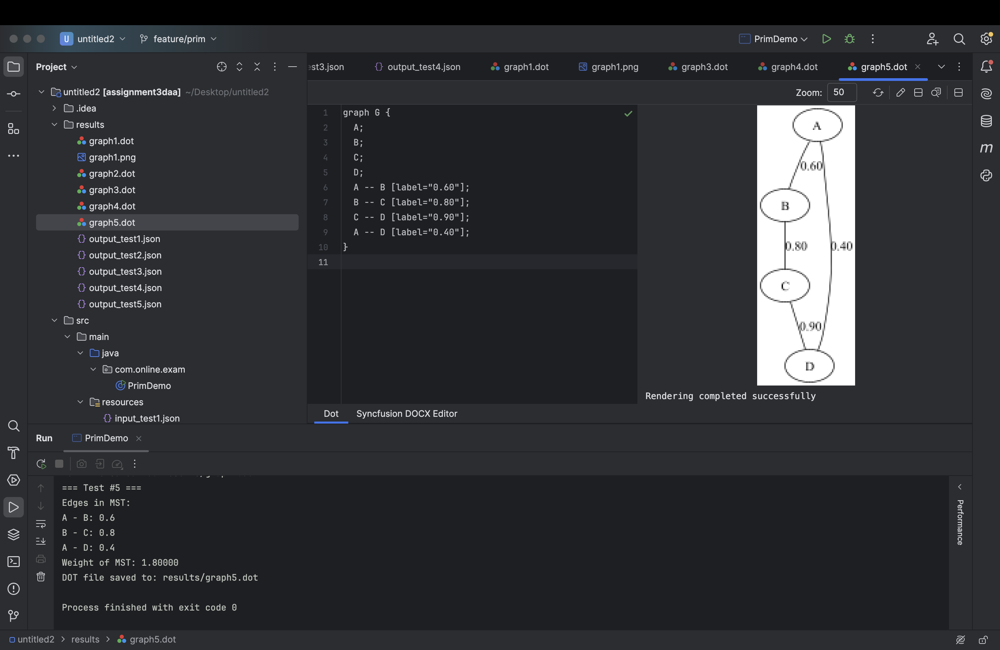 U untitled2 feature/prim PrimDemo
Project
est3.json output_test4.json graph1.dot graph1.png graph3.dot graph4.dot graph5.dot
untitled2 [assignment3daa] ~/Desktop/untitled2
.idea
results
graph1.dot
graph1.png
graph2.dot
graph3.dot
graph4.dot
graph5.dot
output_test1.json
output_test2.json
output_test3.json
output_test4.json
output_test5.json
src
main
java
com.online.exam
PrimDemo
resources
input_test1.json
Zoom: 50
1 graph G {
2 A;
3 B;
4 C;
5 D;
6 A -- B [label="0.60"];
7 B -- C [label="0.80"];
8 C -- D [label="0.90"];
9 A -- D [label="0.40"];
10 }
11
A
0.60
B
0.80 0.40
C
0.90
D
Rendering completed successfully
Dot Syncfusion DOCX Editor
m
Run PrimDemo
=== Test #5 ===
Edges in MST:
A - B: 0.6
B - C: 0.8
A - D: 0.4
Weight of MST: 1.80000
DOT file saved to: results/graph5.dot
Process finished with exit code 0
Performance
untitled2 > results > graph5.dot